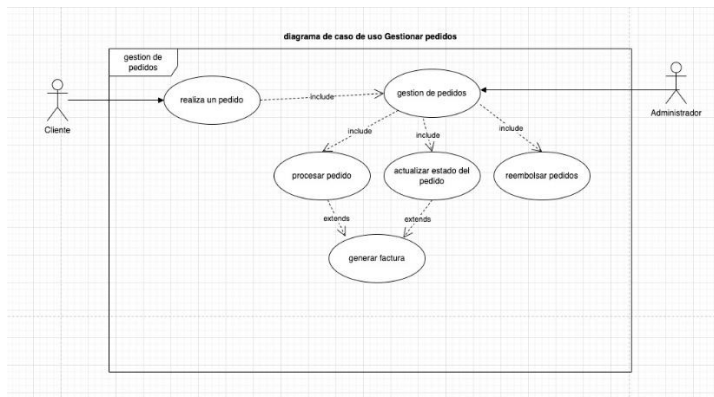 diagrama de caso de uso Gestionar pedidos
gestion de
pedidos
realiza un pedido
include
gestion de pedidos
Cliente
Administrador
include
include
include
procesar pedido
actualizar estado del
pedido
reembolsar pedidos
extends
extends
generar factura